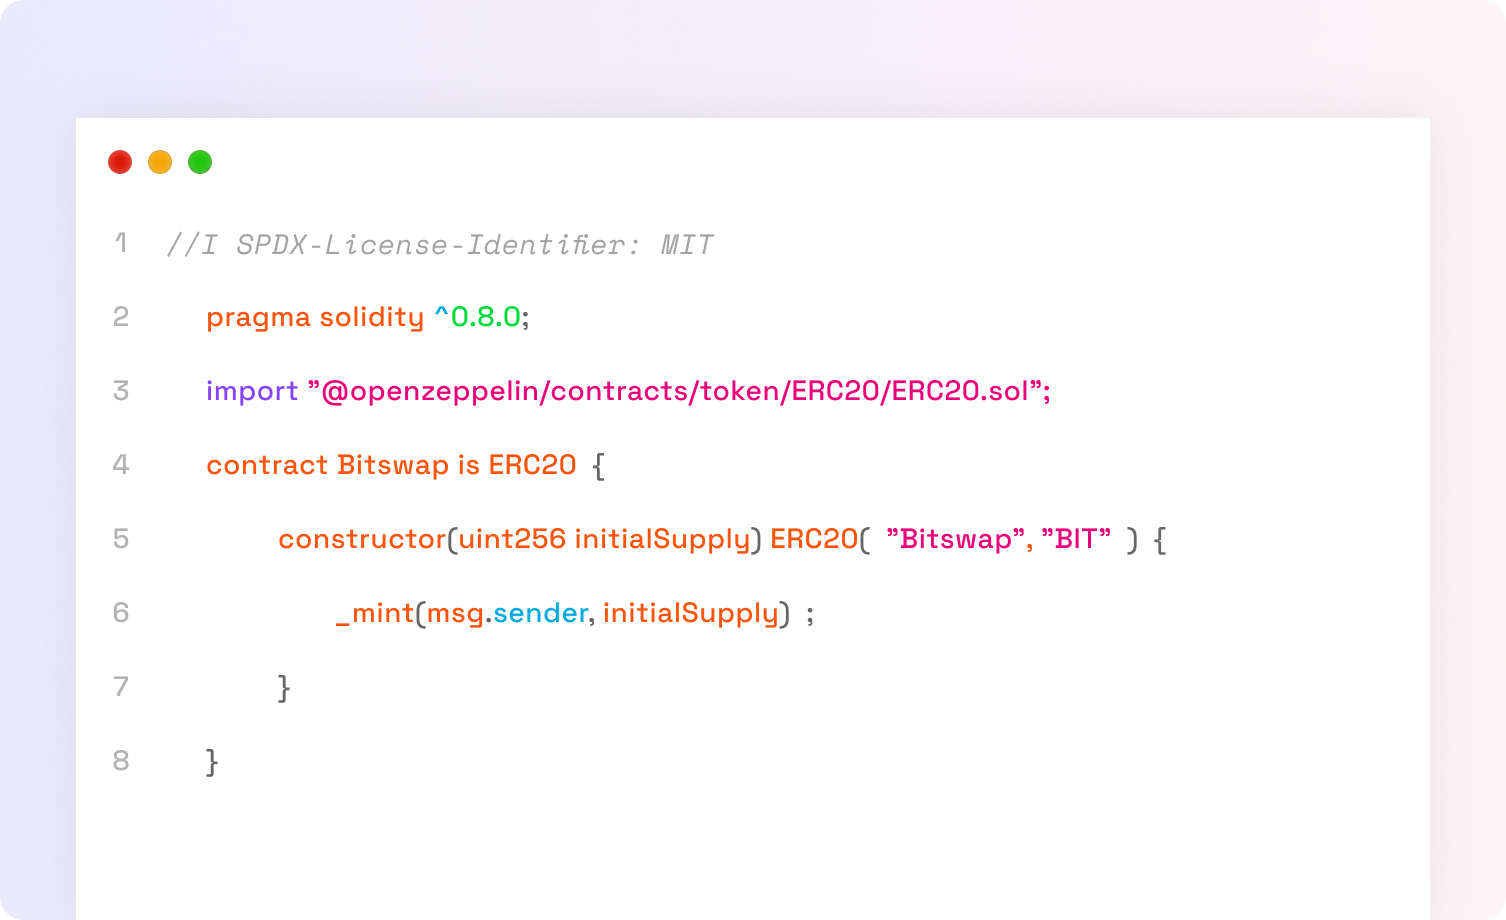 1 //I SPDX-License-Identifier: MIT
2 pragma solidity ^0.8.0;
3 import ”@openzeppelin/contracts/token/ERC20/ERC20.sol”;
4 contract Bitswap is ERC20 {
5 constructor(uint256 initialSupply) ERC20( ”Bitswap”, ”BIT” ) {
6 _mint(msg.sender, initialSupply) ;
7 }
8 }